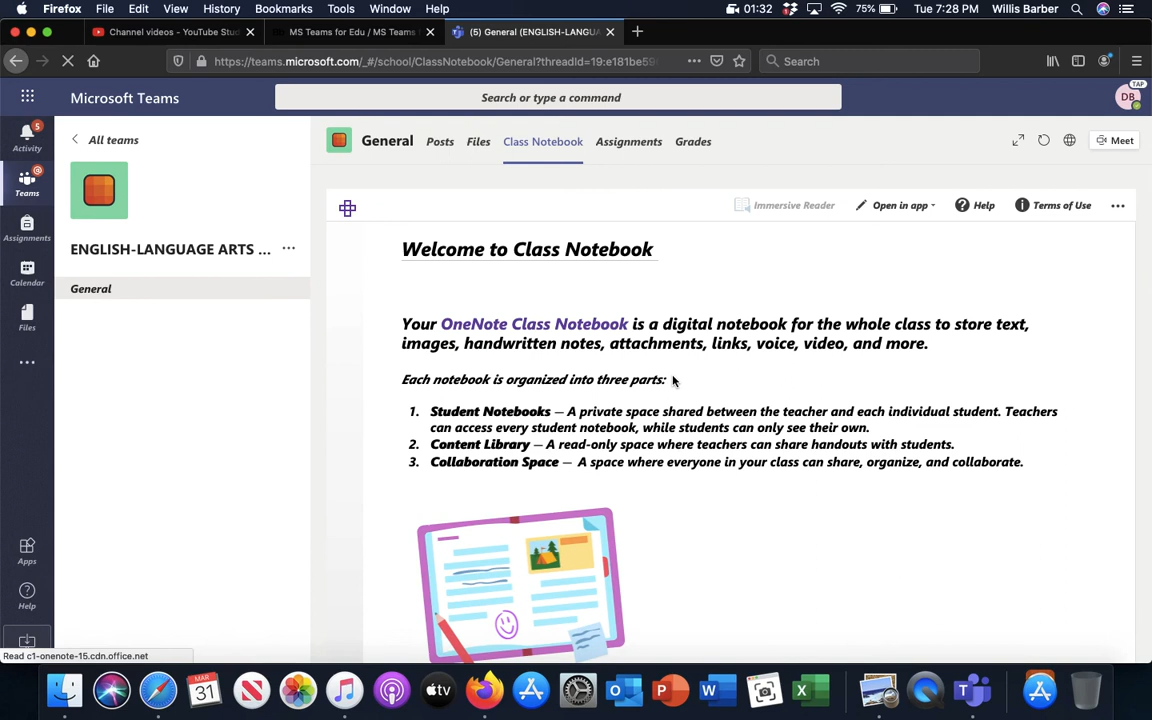 Firefox File Edit View History Bookmarks Tools Window Help 01:32 75% Tue 7:28 PM Willis Barber
Channel videos - YouTube Stud MS Teams for Edu / MS Teams (5) General (ENGLISH-LANGUA
https://teams.microsoft.com/_#/school/ClassNotebook/General?threadId=19:e181be59 Search
Microsoft Teams Search or type a command DB TAP
Activity 5
Teams
Assignments
Calendar
Files
Apps
Help
All teams
ENGLISH-LANGUAGE ARTS ...
General
General Posts Files Class Notebook Assignments Grades Meet
Immersive Reader Open in app Help Terms of Use
Welcome to Class Notebook
Your OneNote Class Notebook is a digital notebook for the whole class to store text,
images, handwritten notes, attachments, links, voice, video, and more.
Each notebook is organized into three parts:
1. Student Notebooks — A private space shared between the teacher and each individual student. Teachers
can access every student notebook, while students can only see their own.
2. Content Library — A read-only space where teachers can share handouts with students.
3. Collaboration Space — A space where everyone in your class can share, organize, and collaborate.
Read c1-onenote-15.cdn.office.net
MAR
31
tv